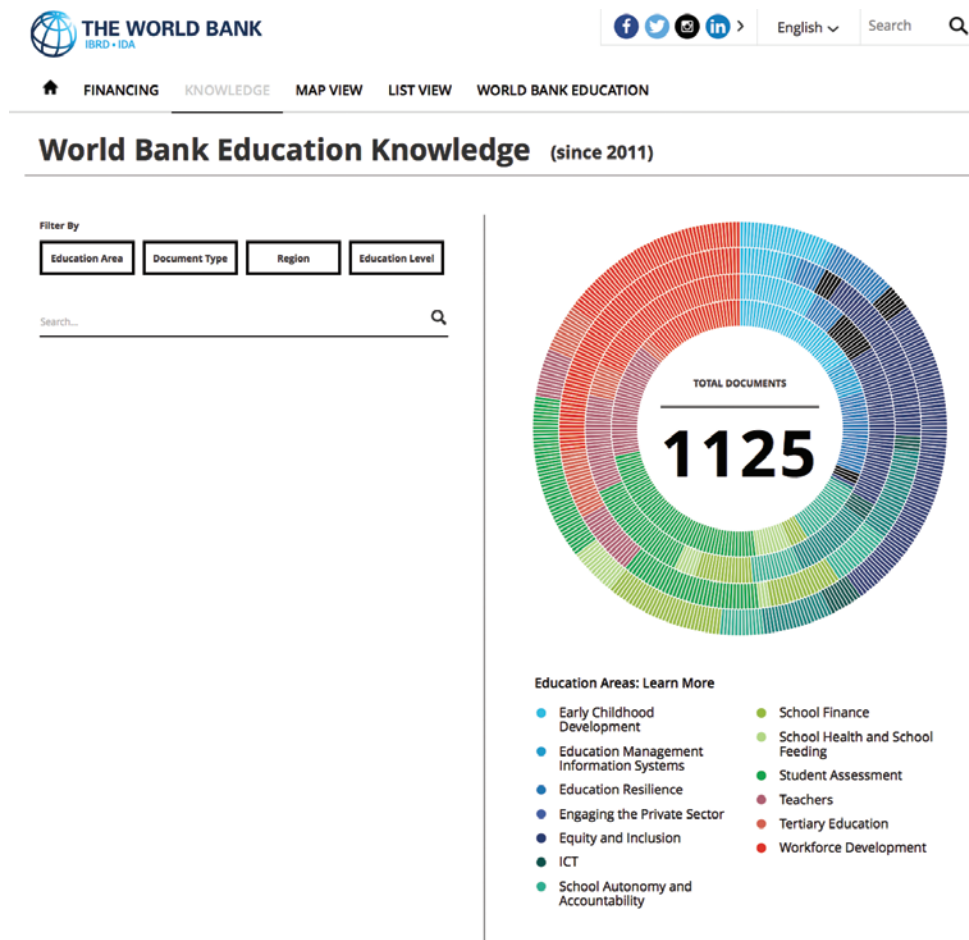 THE WORLD BANK
IBRD • IDA
English
Search
FINANCING KNOWLEDGE MAP VIEW LIST VIEW WORLD BANK EDUCATION
World Bank Education Knowledge (since 2011)
Filter By
Education Area Document Type Region Education Level
Search...
TOTAL DOCUMENTS
1125
Education Areas: Learn More
Early Childhood
Development
Education Management
Information Systems
Education Resilience
Engaging the Private Sector
Equity and Inclusion
ICT
School Autonomy and
Accountability
School Finance
School Health and School
Feeding
Student Assessment
Teachers
Tertiary Education
Workforce Development